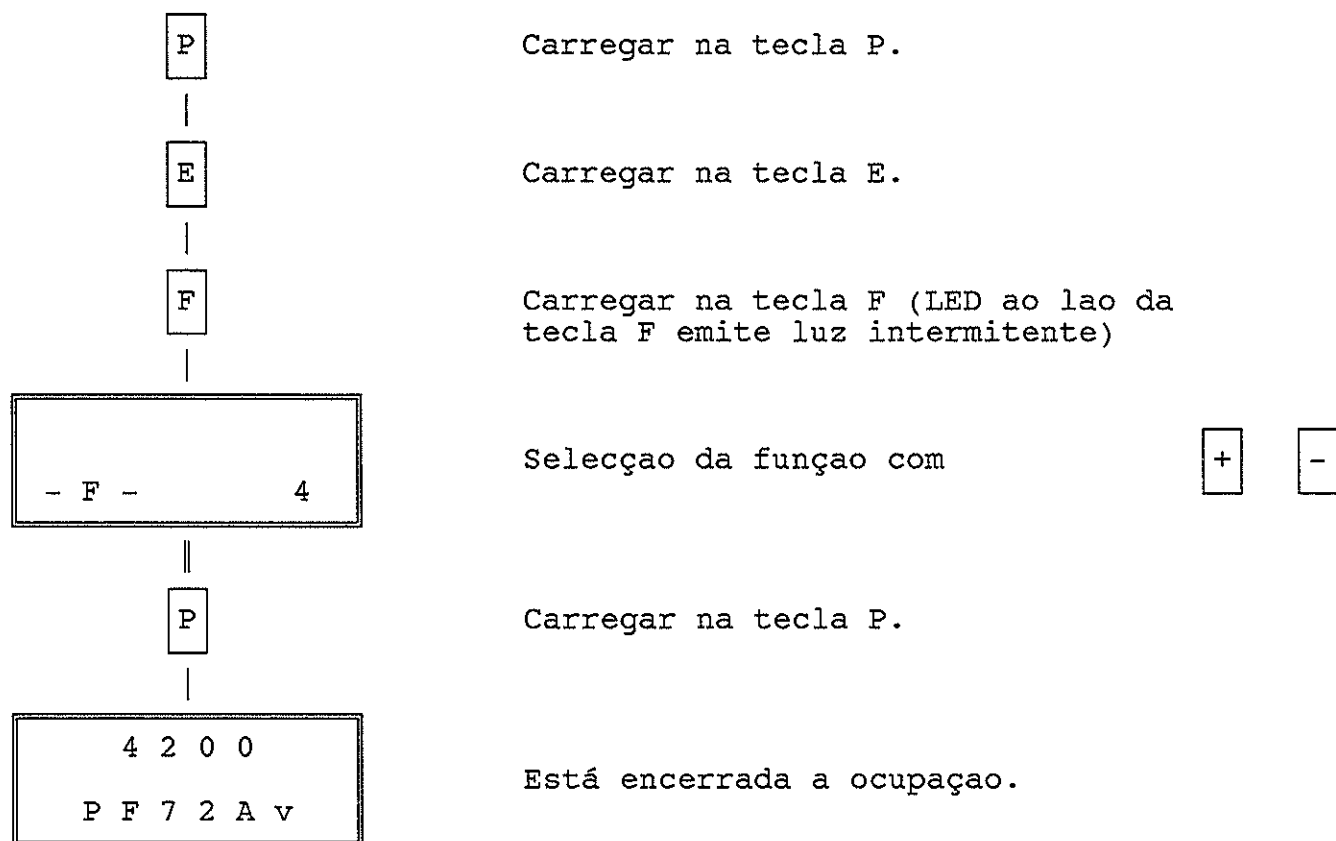 P Carregar na tecla P.
E Carregar na tecla E.
F Carregar na tecla F (LED ao lao da
tecla F emite luz intermitente)
Selecçao da funçao com + -
- F - 4
P Carregar na tecla P.
4 2 0 0
Está encerrada a ocupaçao.
P F 7 2 A v